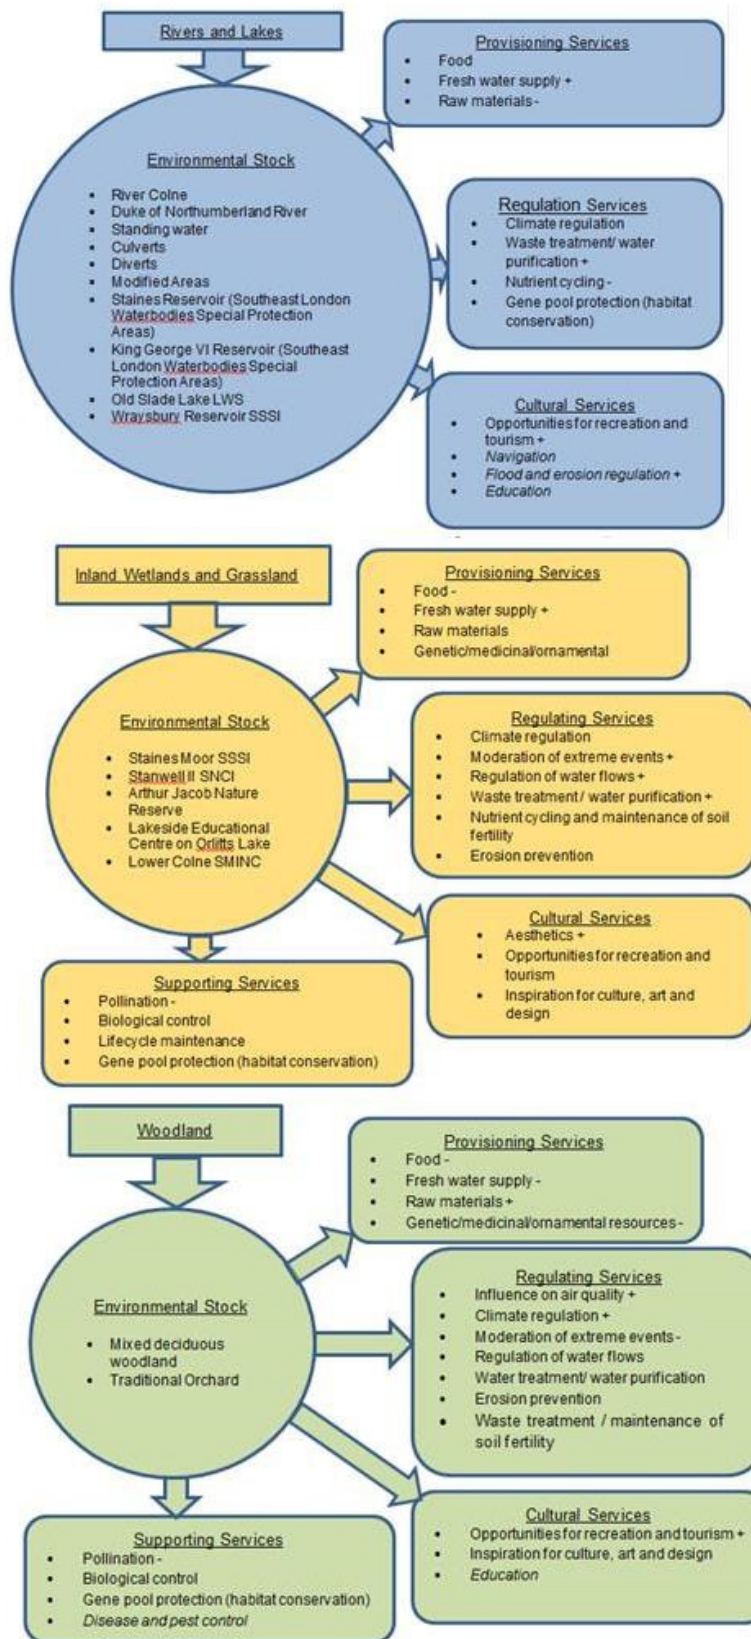 Rivers and Lakes
Provisioning Services
• Food
• Fresh water supply +
• Raw materials -
Environmental Stock
• River Colne
• Duke of Northumberland River
• Standing water
• Culverts
• Diverts
• Modified Areas
• Staines Reservoir (Southeast London
Waterbodies Special Protection
Areas)
• King George VI Reservoir (Southeast
London Waterbodies Special
Protection Areas)
• Old Slade Lake LWS
• Wraysbury Reservoir SSSI
Regulation Services
• Climate regulation
• Waste treatment/ water
purification +
• Nutrient cycling -
• Gene pool protection (habitat
conservation)
Cultural Services
• Opportunities for recreation and
tourism +
• Navigation
• Flood and erosion regulation +
• Education
Inland Wetlands and Grassland
Provisioning Services
• Food -
• Fresh water supply +
• Raw materials
• Genetic/medicinal/ornamental
Environmental Stock
• Staines Moor SSSI
• Stanwell II SNCI
• Arthur Jacob Nature
Reserve
• Lakeside Educational
Centre on Orlitts Lake
• Lower Colne SMINC
Regulating Services
• Climate regulation
• Moderation of extreme events +
• Regulation of water flows +
• Waste treatment / water purification +
• Nutrient cycling and maintenance of soil
fertility
• Erosion prevention
Cultural Services
• Aesthetics +
• Opportunities for recreation and
tourism
• Inspiration for culture, art and
design
Supporting Services
• Pollination -
• Biological control
• Lifecycle maintenance
• Gene pool protection (habitat conservation)
Woodland
Provisioning Services
• Food -
• Fresh water supply -
• Raw materials +
• Genetic/medicinal/ornamental resources -
Environmental Stock
• Mixed deciduous
woodland
• Traditional Orchard
Regulating Services
• Influence on air quality +
• Climate regulation +
• Moderation of extreme events -
• Regulation of water flows
• Water treatment/ water purification
• Erosion prevention
• Waste treatment / maintenance of
soil fertility
Cultural Services
• Opportunities for recreation and tourism +
• Inspiration for culture, art and design
• Education
Supporting Services
• Pollination -
• Biological control
• Gene pool protection (habitat conservation)
• Disease and pest control